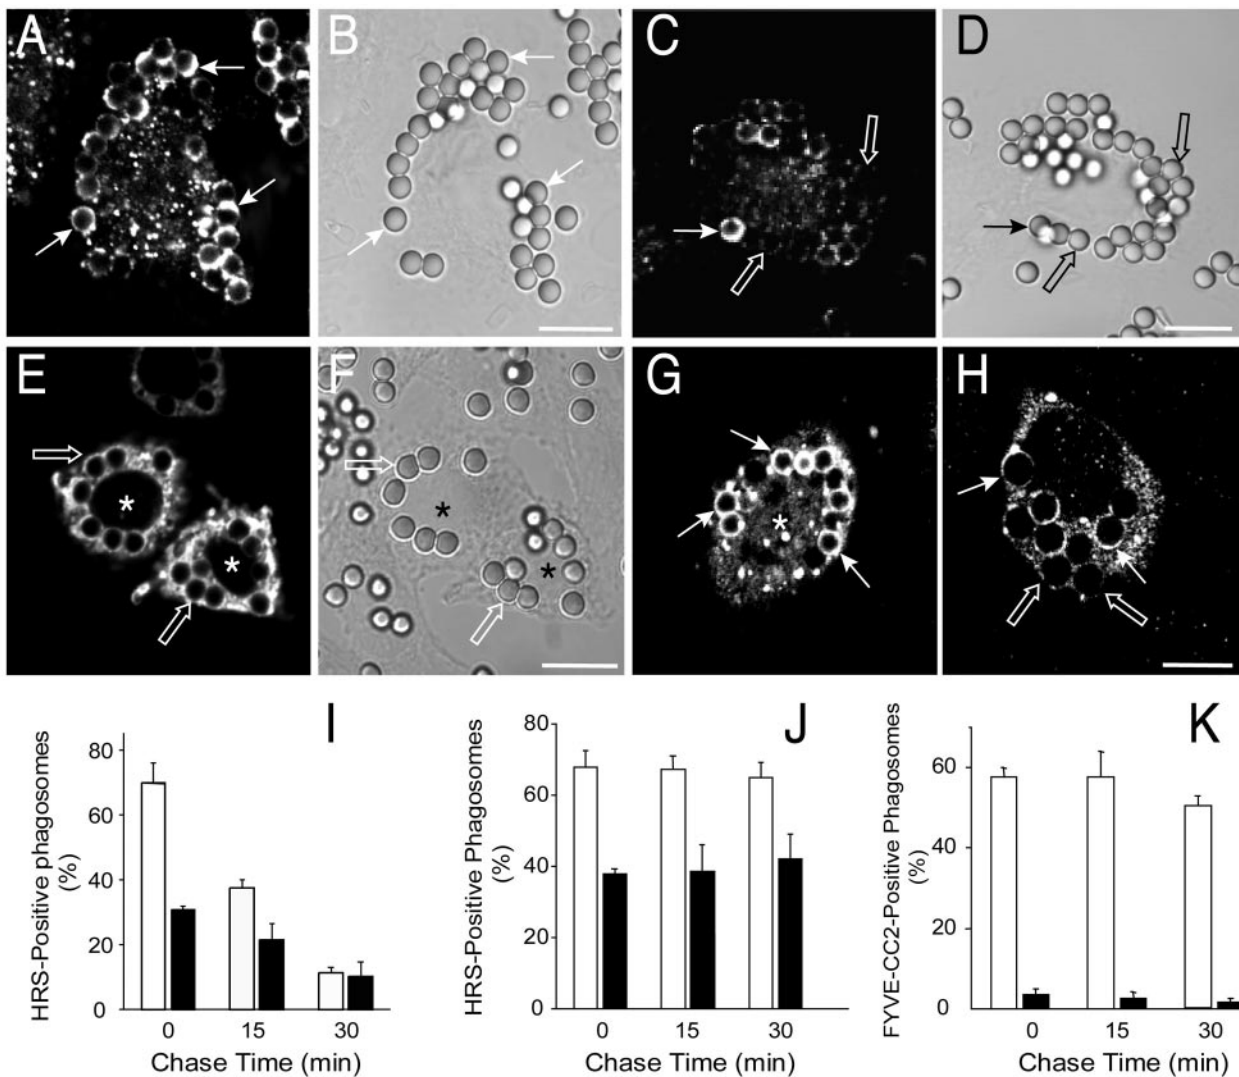 A B C D
E F G H
* * * * *
I J K
HRS-Positive phagosomes
(%)
80
60
40
20
0
0 15 30
Chase Time (min)
HRS-Positive Phagosomes
(%)
80
60
40
20
0
0 15 30
Chase Time (min)
FYVE-CC2-Positive Phagosomes
(%)
60
40
20
0
0 15 30
Chase Time (min)